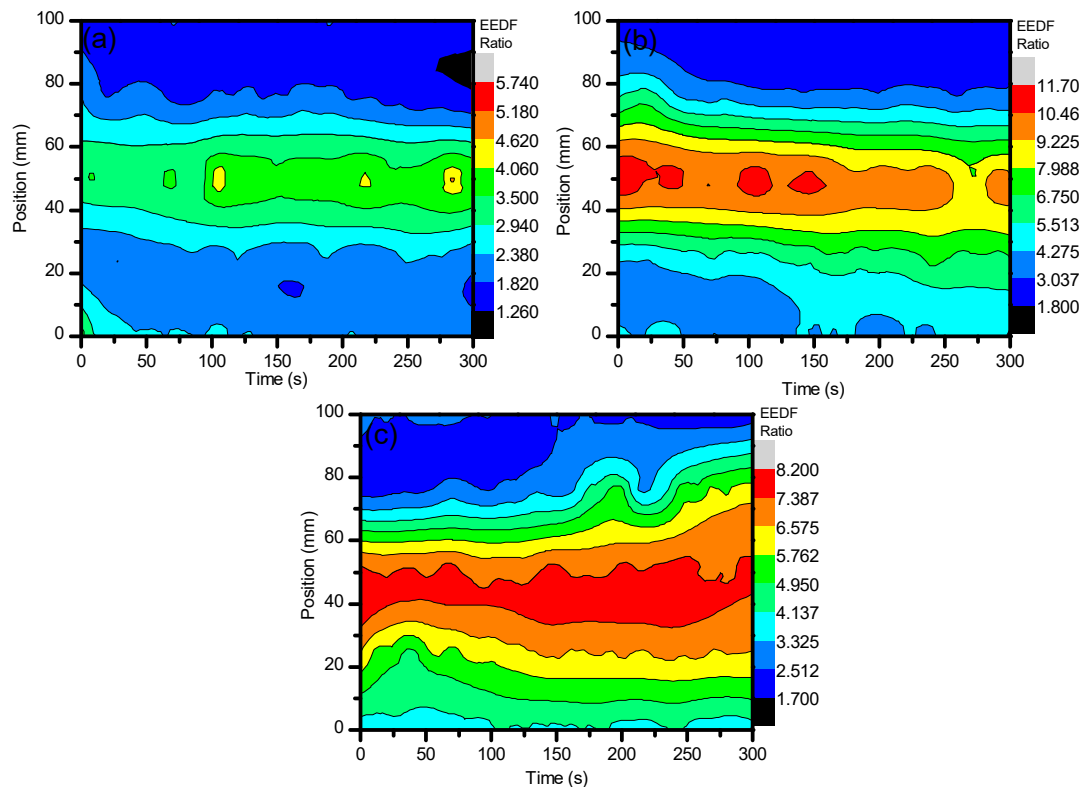 (a)
100
80
60
40
20
0
Position (mm)
0 50 100 150 200 250 300
Time (s)
EEDF
Ratio
5.740
5.180
4.620
4.060
3.500
2.940
2.380
1.820
1.260
(b)
100
80
60
40
20
0
Position (mm)
0 50 100 150 200 250 300
Time (s)
EEDF
Ratio
11.70
10.46
9.225
7.988
6.750
5.513
4.275
3.037
1.800
(c)
100
80
60
40
20
0
Position (mm)
0 50 100 150 200 250 300
Time (s)
EEDF
Ratio
8.200
7.387
6.575
5.762
4.950
4.137
3.325
2.512
1.700